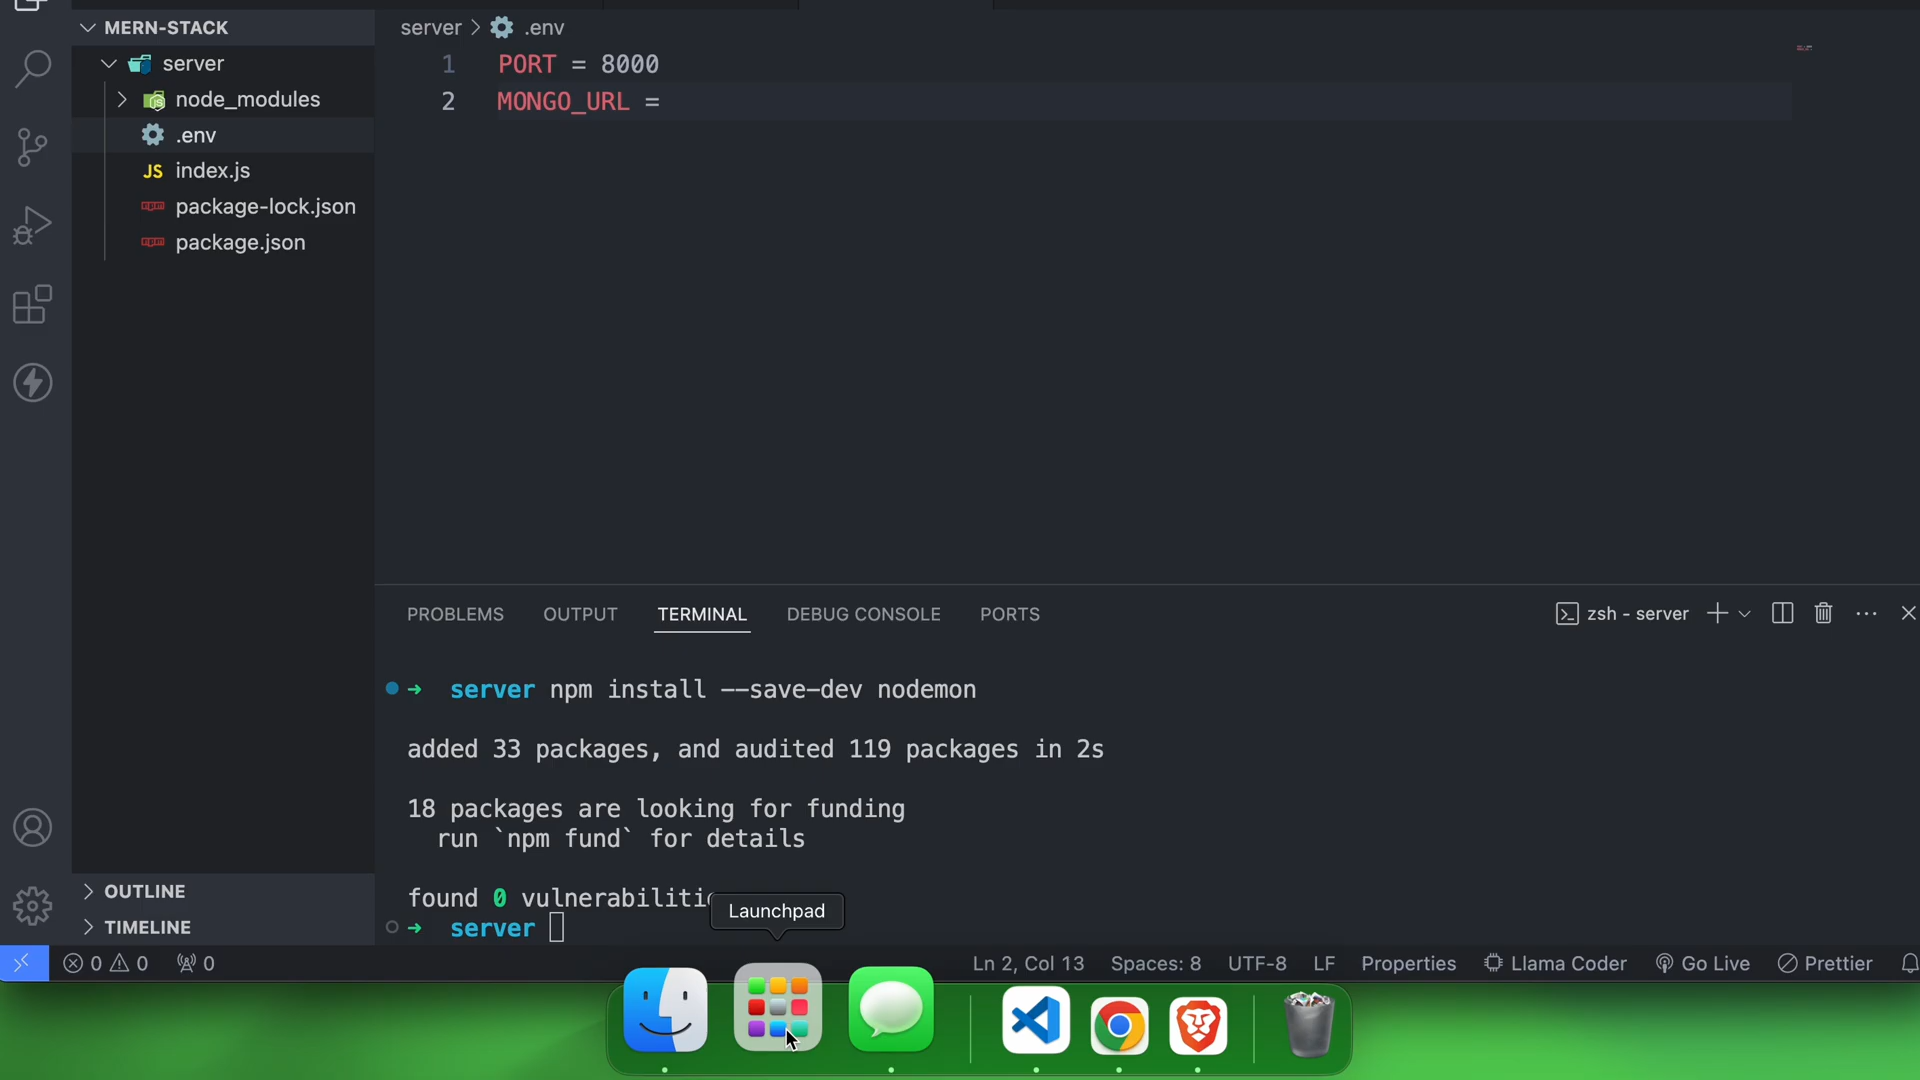 MERN-STACK
server
node_modules
.env
JS index.js
package-lock.json
package.json
OUTLINE
TIMELINE
server > .env
1 PORT = 8000
2 MONGO_URL =
PROBLEMS OUTPUT TERMINAL DEBUG CONSOLE PORTS
zsh - server
➜ server npm install --save-dev nodemon
added 33 packages, and audited 119 packages in 2s
18 packages are looking for funding
run `npm fund` for details
found 0 vulnerabiliti
➜ server
Launchpad
0 0 0 Ln 2, Col 13 Spaces: 8 UTF-8 LF Properties Llama Coder Go Live Prettier